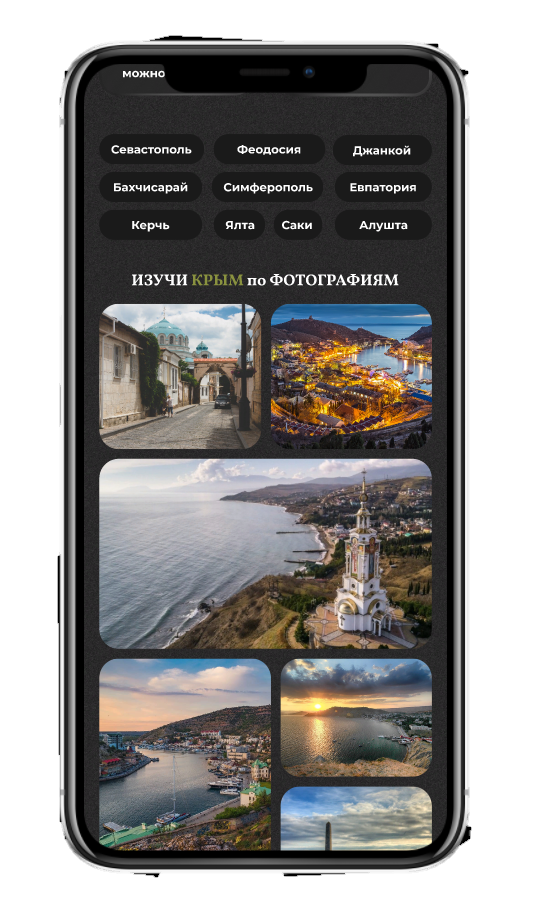 можно
Севастополь Феодосия Джанкой
Бахчисарай Симферополь Евпатория
Керчь Ялта Саки Алушта
ИЗУЧИ КРЫМ по ФОТОГРАФИЯМ